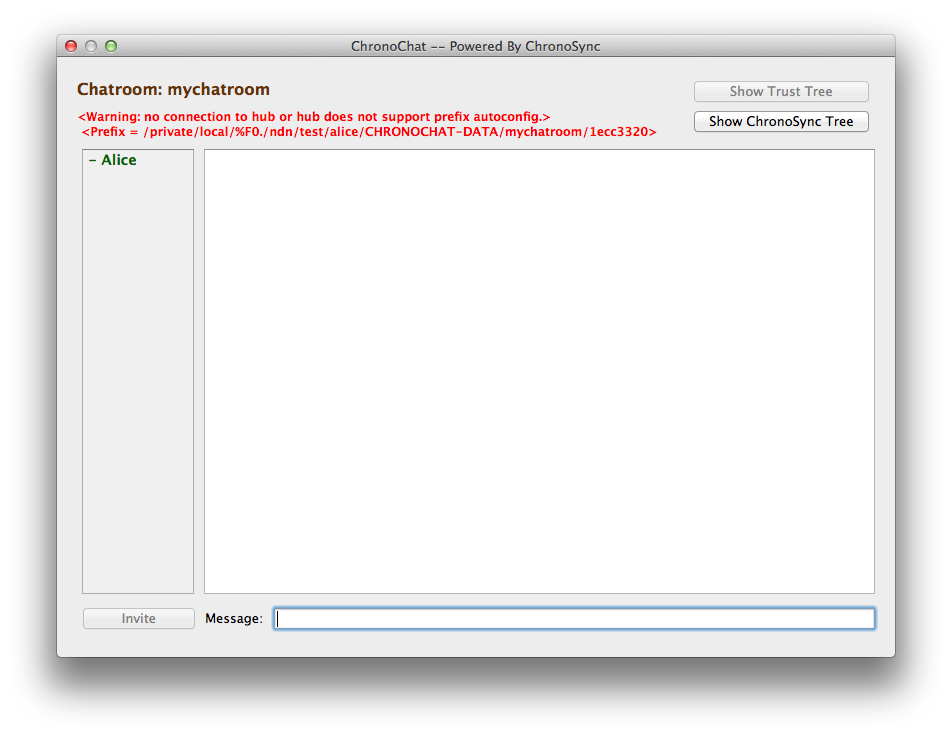 ChronoChat -- Powered By ChronoSync
Chatroom: mychatroom
Show Trust Tree
<Warning: no connection to hub or hub does not support prefix autoconfig.>
<Prefix = /private/local/%F0./ndn/test/alice/CHRONOCHAT-DATA/mychatroom/1ecc3320>
Show ChronoSync Tree
− Alice
Invite
Message: